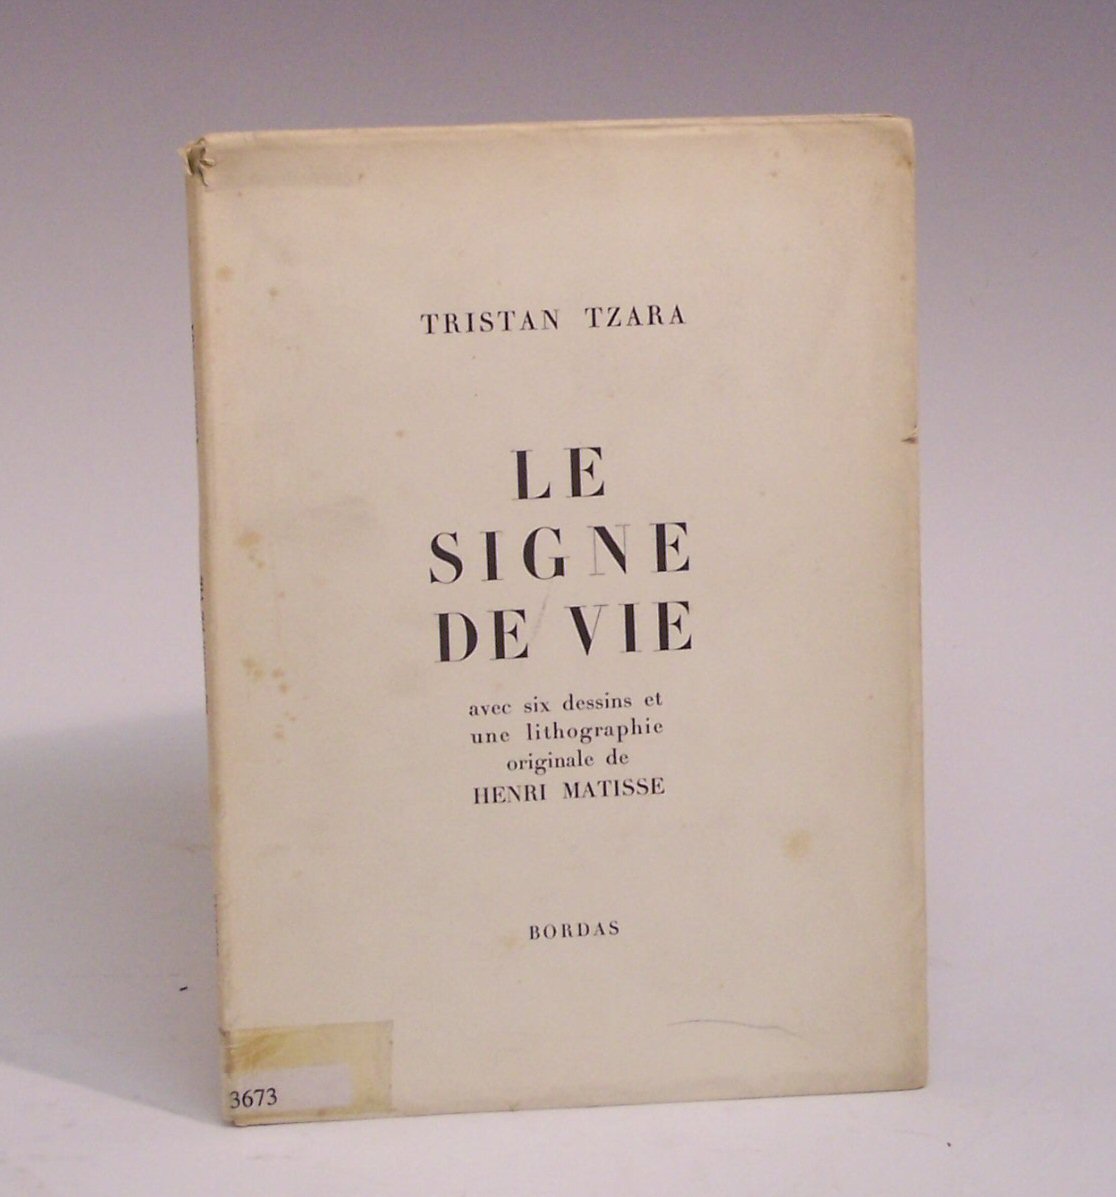 TRISTAN TZARA
LE
SIGNE
DE VIE
avec six dessins et
une lithographie
originale de
HENRI MATISSE
BORDAS
3673